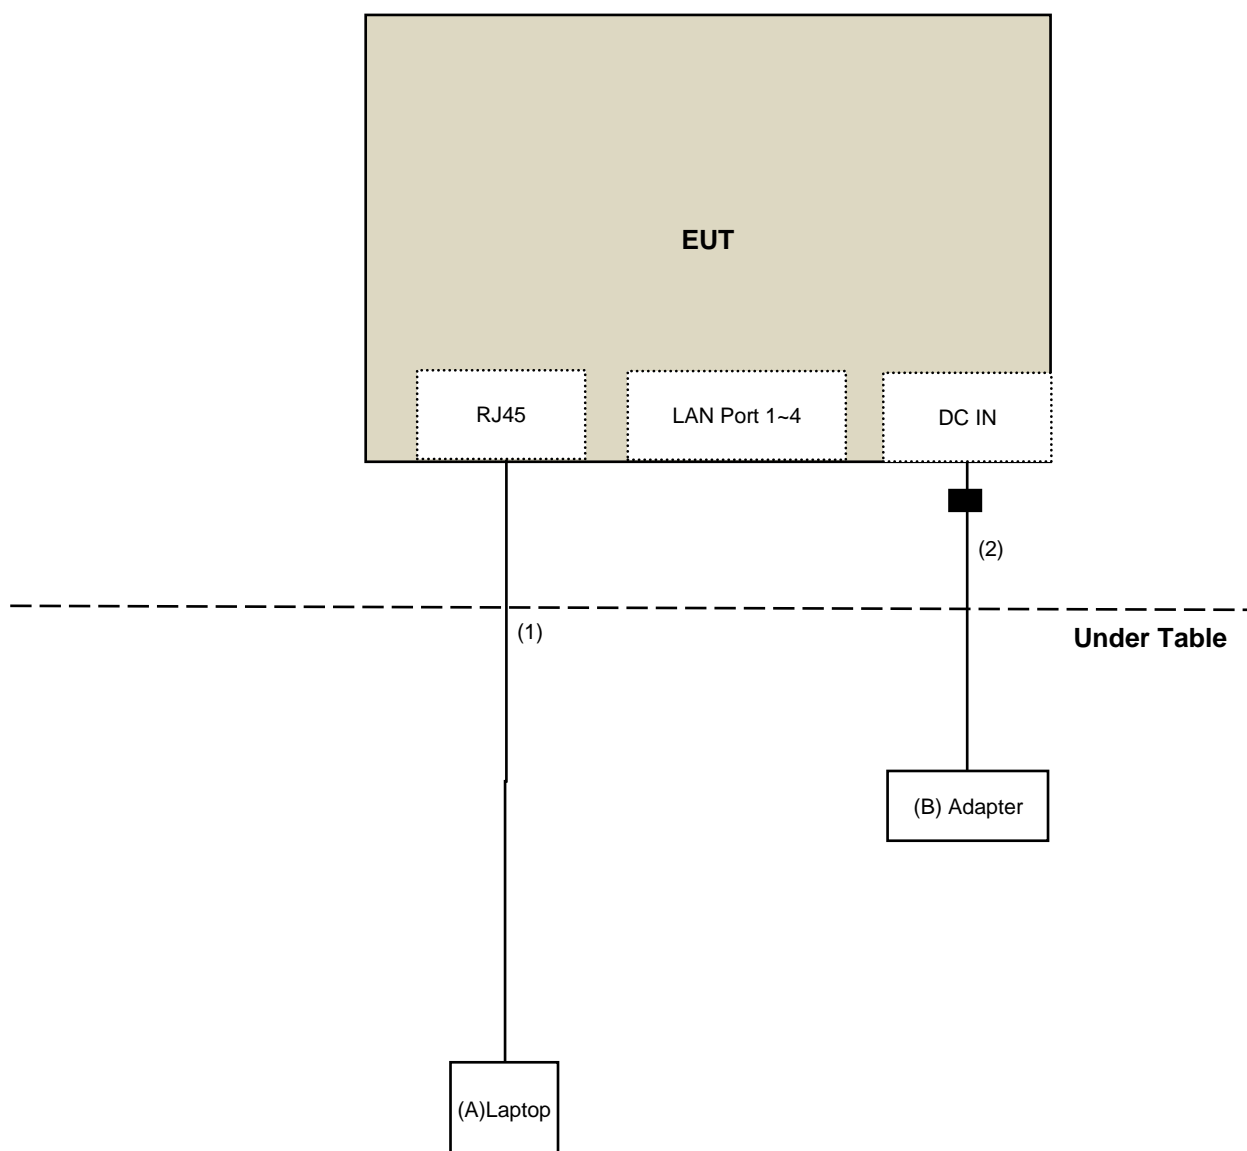 EUT
RJ45
LAN Port 1~4
DC IN
(2)
(1)
Under Table
(B) Adapter
(A)Laptop